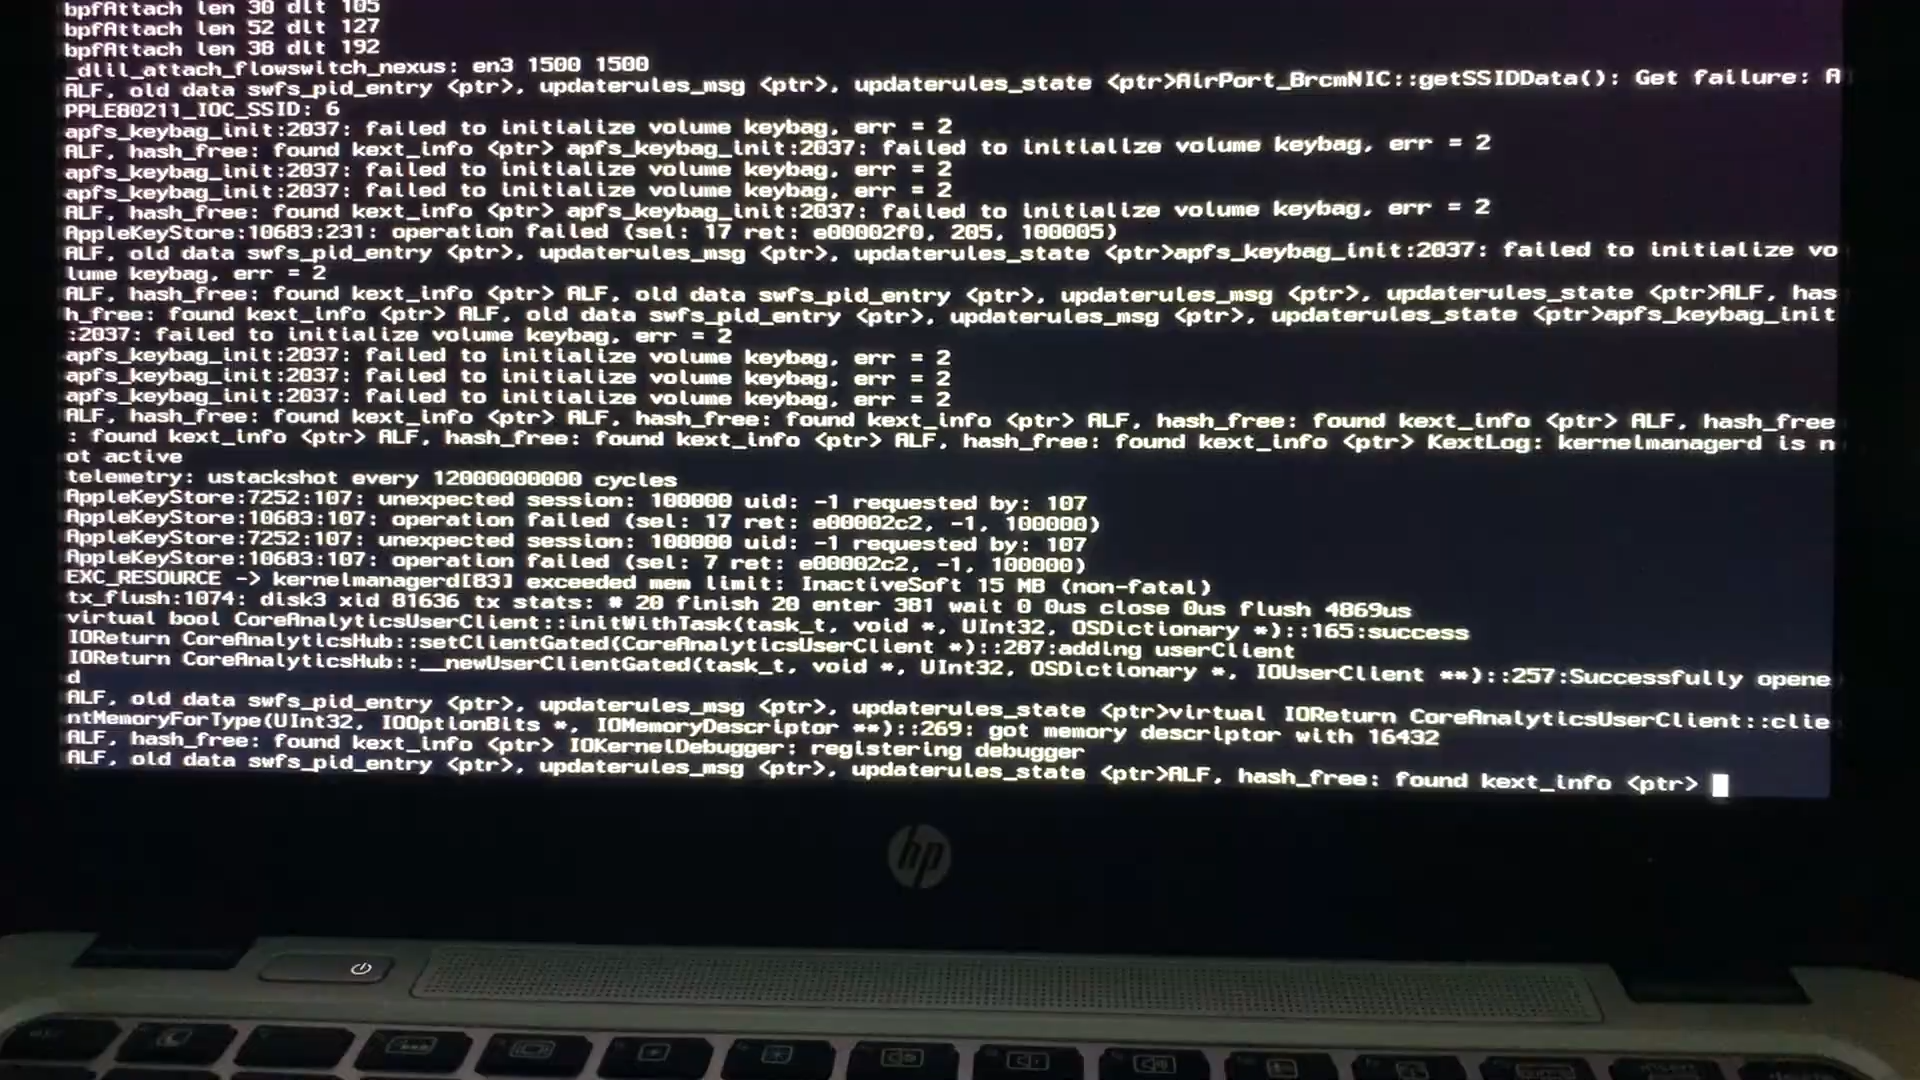 bpfAttach len 30 dlt 105
bpfAttach len 52 dlt 127
bpfAttach len 38 dlt 192
_dlil_attach_flowswitch_nexus: en3 1500 1500
ALF, old data swfs_pid_entry <ptr>, updaterules_msg <ptr>, updaterules_state <ptr>AirPort_BrcmNIC::getSSIDData(): Get failure: A
PPLE80211_IOC_SSID: 6
apfs_keybag_init:2037: failed to initialize volume keybag, err = 2
ALF, hash_free: found kext_info <ptr> apfs_keybag_init:2037: failed to initialize volume keybag, err = 2
apfs_keybag_init:2037: failed to initialize volume keybag, err = 2
apfs_keybag_init:2037: failed to initialize volume keybag, err = 2
ALF, hash_free: found kext_info <ptr> apfs_keybag_init:2037: failed to initialize volume keybag, err = 2
AppleKeyStore:10683:231: operation failed (sel: 17 ret: e00002f0, 205, 100005)
ALF, old data swfs_pid_entry <ptr>, updaterules_msg <ptr>, updaterules_state <ptr>apfs_keybag_init:2037: failed to initialize vo
lume keybag, err = 2
ALF, hash_free: found kext_info <ptr> ALF, old data swfs_pid_entry <ptr>, updaterules_msg <ptr>, updaterules_state <ptr>ALF, has
h_free: found kext_info <ptr> ALF, old data swfs_pid_entry <ptr>, updaterules_msg <ptr>, updaterules_state <ptr>apfs_keybag_init
:2037: failed to initialize volume keybag, err = 2
apfs_keybag_init:2037: failed to initialize volume keybag, err = 2
apfs_keybag_init:2037: failed to initialize volume keybag, err = 2
apfs_keybag_init:2037: failed to initialize volume keybag, err = 2
ALF, hash_free: found kext_info <ptr> ALF, hash_free: found kext_info <ptr> ALF, hash_free: found kext_info <ptr> ALF, hash_free
: found kext_info <ptr> ALF, hash_free: found kext_info <ptr> ALF, hash_free: found kext_info <ptr> KextLog: kernelmanagerd is n
ot active
telemetry: ustackshot every 12000000000 cycles
AppleKeyStore:7252:107: unexpected session: 100000 uid: -1 requested by: 107
AppleKeyStore:10683:107: operation failed (sel: 17 ret: e00002c2, -1, 100000)
AppleKeyStore:7252:107: unexpected session: 100000 uid: -1 requested by: 107
AppleKeyStore:10683:107: operation failed (sel: 7 ret: e00002c2, -1, 100000)
EXC_RESOURCE -> kernelmanagerd[83] exceeded mem limit: InactiveSoft 15 MB (non-fatal)
tx_flush:1074: disk3 xid 81636 tx stats: # 20 finish 20 enter 381 wait 0 0us close 0us flush 4869us
virtual bool CoreAnalyticsUserClient::initWithTask(task_t, void *, UInt32, OSDictionary *)::165:success
IOReturn CoreAnalyticsHub::setClientGated(CoreAnalyticsUserClient *)::287:adding userClient
IOReturn CoreAnalyticsHub::__newUserClientGated(task_t, void *, UInt32, OSDictionary *, IOUserClient **)::257:Successfully opene
d
ALF, old data swfs_pid_entry <ptr>, updaterules_msg <ptr>, updaterules_state <ptr>virtual IOReturn CoreAnalyticsUserClient::clie
ntMemoryForType(UInt32, IOOptionBits *, IOMemoryDescriptor **)::269: got memory descriptor with 16432
ALF, hash_free: found kext_info <ptr> IOKernelDebugger: registering debugger
ALF, old data swfs_pid_entry <ptr>, updaterules_msg <ptr>, updaterules_state <ptr>ALF, hash_free: found kext_info <ptr>
hp